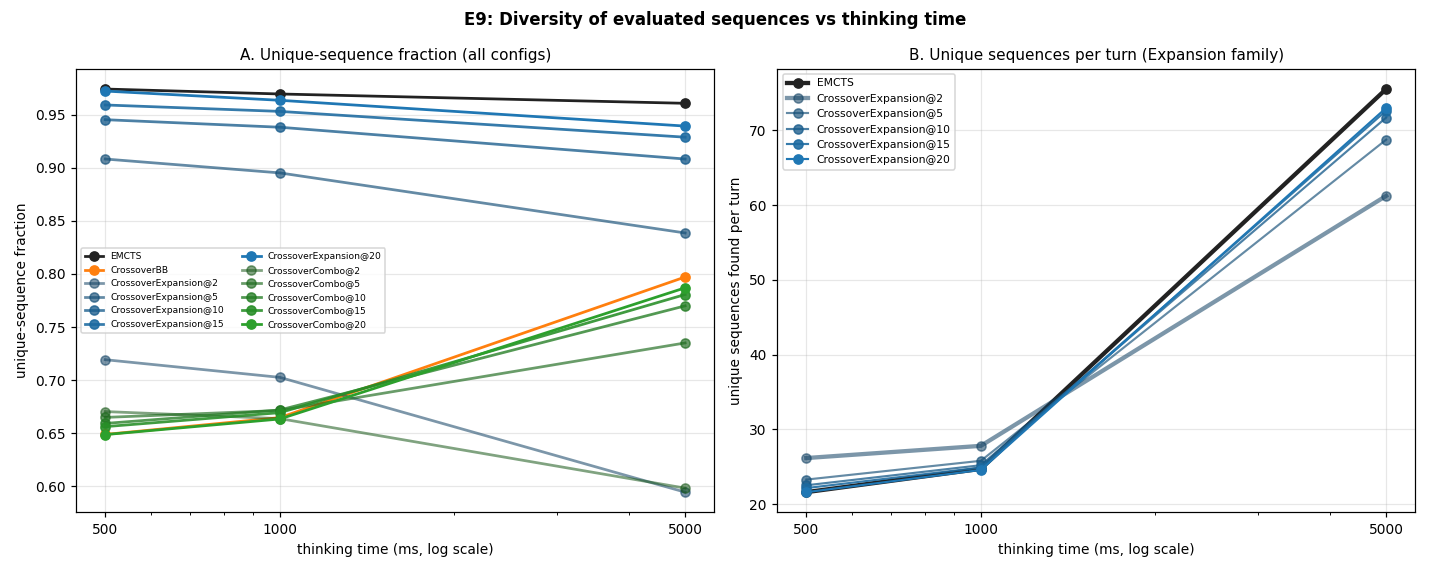 E9: Diversity of evaluated sequences vs thinking time
A. Unique-sequence fraction (all configs)
unique-sequence fraction
0.95
0.90
0.85
0.80
0.75
0.70
0.65
0.60
EMCTS
CrossoverBB
CrossoverExpansion@2
CrossoverExpansion@5
CrossoverExpansion@10
CrossoverExpansion@15
CrossoverExpansion@20
CrossoverCombo@2
CrossoverCombo@5
CrossoverCombo@10
CrossoverCombo@15
CrossoverCombo@20
500
1000
5000
thinking time (ms, log scale)
B. Unique sequences per turn (Expansion family)
unique sequences found per turn
70
60
50
40
30
20
EMCTS
CrossoverExpansion@2
CrossoverExpansion@5
CrossoverExpansion@10
CrossoverExpansion@15
CrossoverExpansion@20
500
1000
5000
thinking time (ms, log scale)